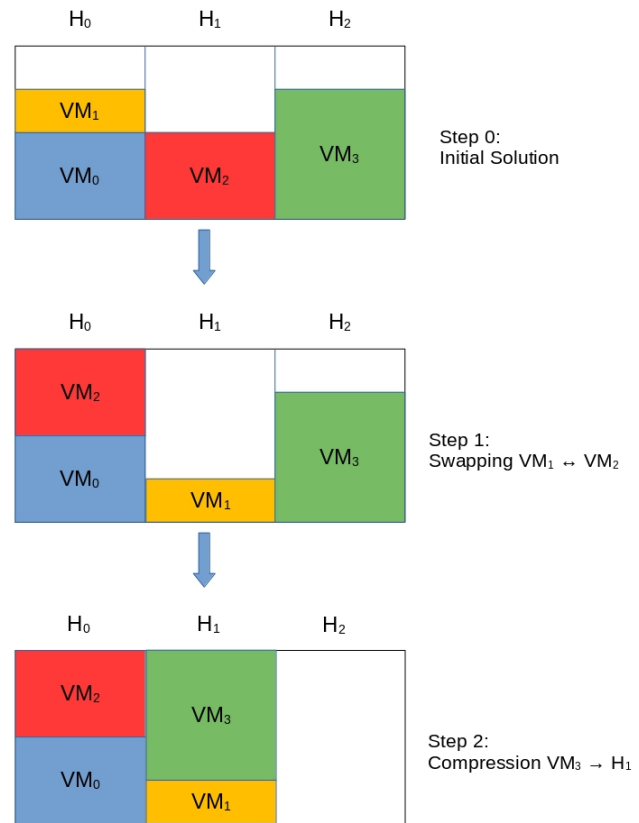 H₀ H₁ H₂
VM₁
VM₀ VM₂ VM₃
Step 0:
Initial Solution
H₀ H₁ H₂
VM₂
VM₀ VM₁ VM₃
Step 1:
Swapping VM₁ ↔ VM₂
H₀ H₁ H₂
VM₂ VM₃
VM₀ VM₁
Step 2:
Compression VM₃ → H₁